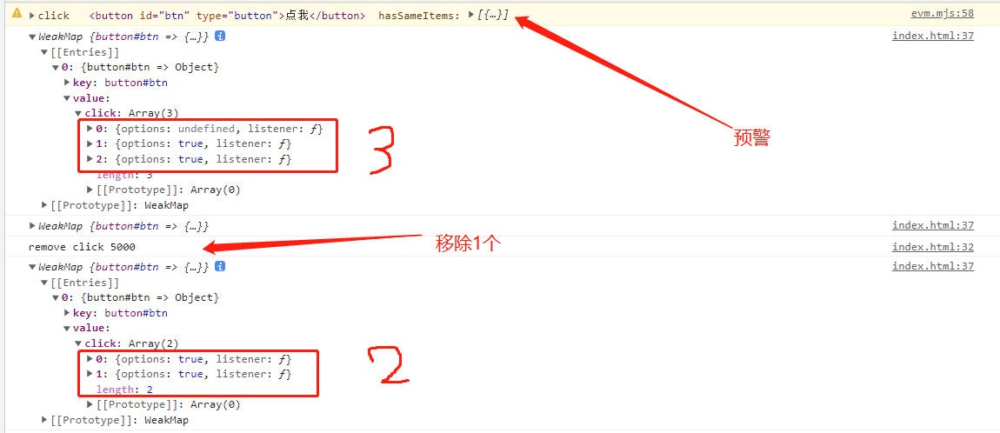 click <button id="btn" type="button">点我</button> hasSameItems: ▶[{…}] evm.mjs:58
WeakMap {button#btn => {…}} index.html:37
[[Entries]]
0: {button#btn => Object}
key: button#btn
value:
click: Array(3)
0: {options: undefined, listener: ƒ}
1: {options: true, listener: ƒ}
2: {options: true, listener: ƒ}
length: 3
[[Prototype]]: Array(0)
[[Prototype]]: WeakMap
3
预警
WeakMap {button#btn => {…}} index.html:37
remove click 5000 index.html:32
移除1个
WeakMap {button#btn => {…}} index.html:37
[[Entries]]
0: {button#btn => Object}
key: button#btn
value:
click: Array(2)
0: {options: true, listener: ƒ}
1: {options: true, listener: ƒ}
length: 2
[[Prototype]]: Array(0)
[[Prototype]]: WeakMap
2